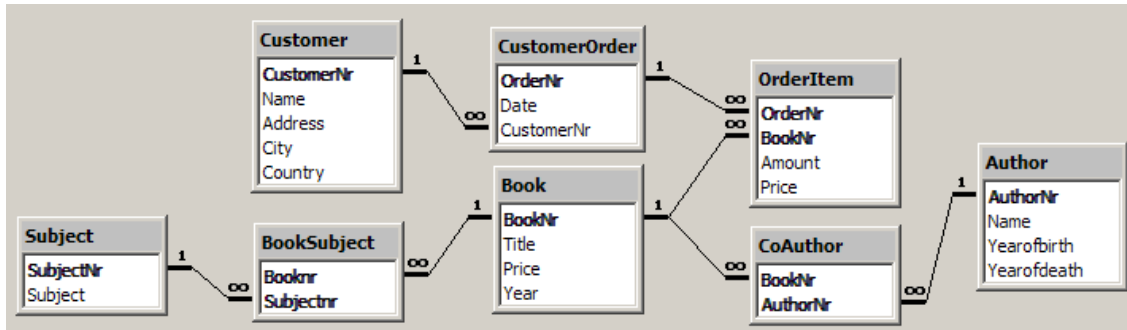 Customer
CustomerNr
Name
Address
City
Country
1
∞
CustomerOrder
OrderNr
Date
CustomerNr
1
∞
∞
OrderItem
OrderNr
BookNr
Amount
Price
Subject
SubjectNr
Subject
1
∞
BookSubject
Booknr
Subjectnr
∞
1
Book
BookNr
Title
Price
Year
1
∞
CoAuthor
BookNr
AuthorNr
∞
1
Author
AuthorNr
Name
Yearofbirth
Yearofdeath